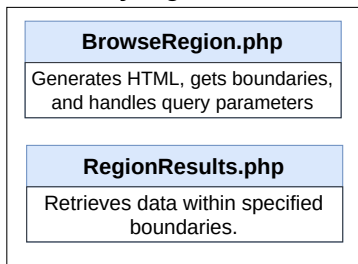 BrowseRegion.php
Generates HTML, gets boundaries,
and handles query parameters
RegionResults.php
Retrieves data within specified
boundaries.